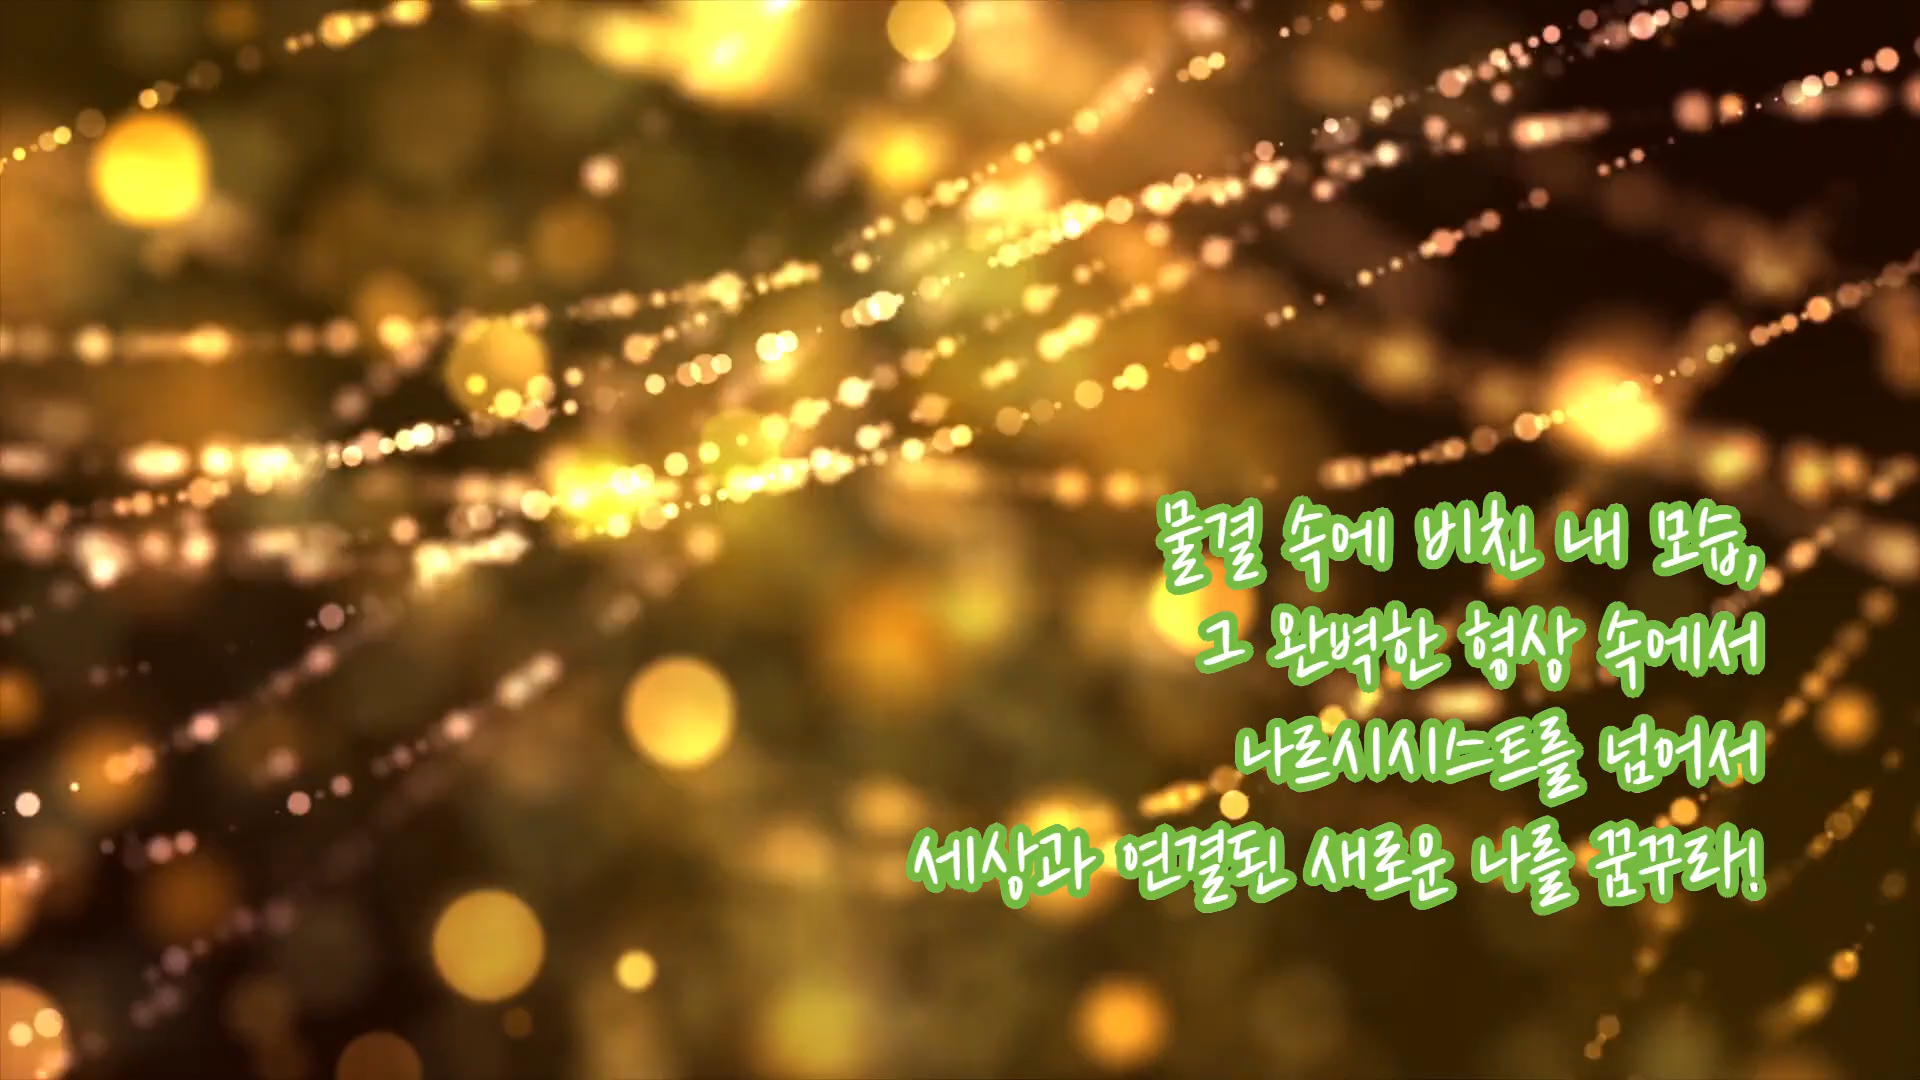 물결 속에 비친 내 모습,
그 완벽한 형상 속에서
나르시시스트를 넘어서
세상과 연결된 새로운 나를 꿈꾸라!